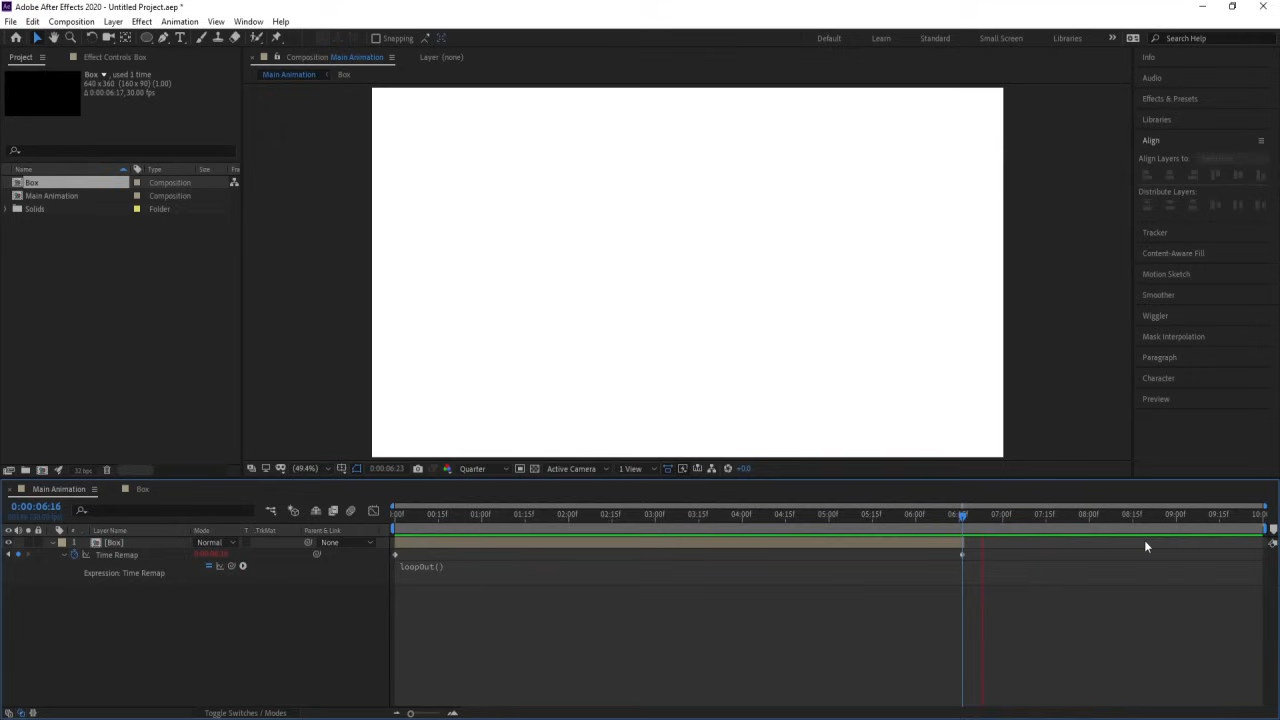 Adobe After Effects 2020 - Untitled Project.aep *
File Edit Composition Layer Effect Animation View Window Help
Snapping
Default Learn Standard Small Screen Libraries Search Help
Project Effect Controls Box
Composition Main Animation Layer (none)
Main Animation Box
Box , used 1 time
640 x 360 (160 x 90) (1.00)
Δ 0:00:06:17, 30.00 fps
Name Type Size
Box Composition
Main Animation Composition
Solids Folder
32 bpc
Info
Audio
Effects & Presets
Libraries
Align
Align Layers to:
Distribute Layers:
Tracker
Content-Aware Fill
Motion Sketch
Smoother
Wiggler
Mask Interpolation
Paragraph
Character
Preview
(49.4%) 0:00:06:23 Quarter Active Camera 1 View +0.0
Main Animation Box
0:00:06:16
:00f 00:15f 01:00f 01:15f 02:00f 02:15f 03:00f 03:15f 04:00f 04:15f 05:00f 05:15f 06:00f 07:00f 07:15f 08:00f 08:15f 09:00f 09:15f 10:0
Layer Name Mode T .TrkMat Parent & Link
1 [Box] Normal None
Time Remap 0:00:06:16
Expression: Time Remap
loopOut()
Toggle Switches / Modes